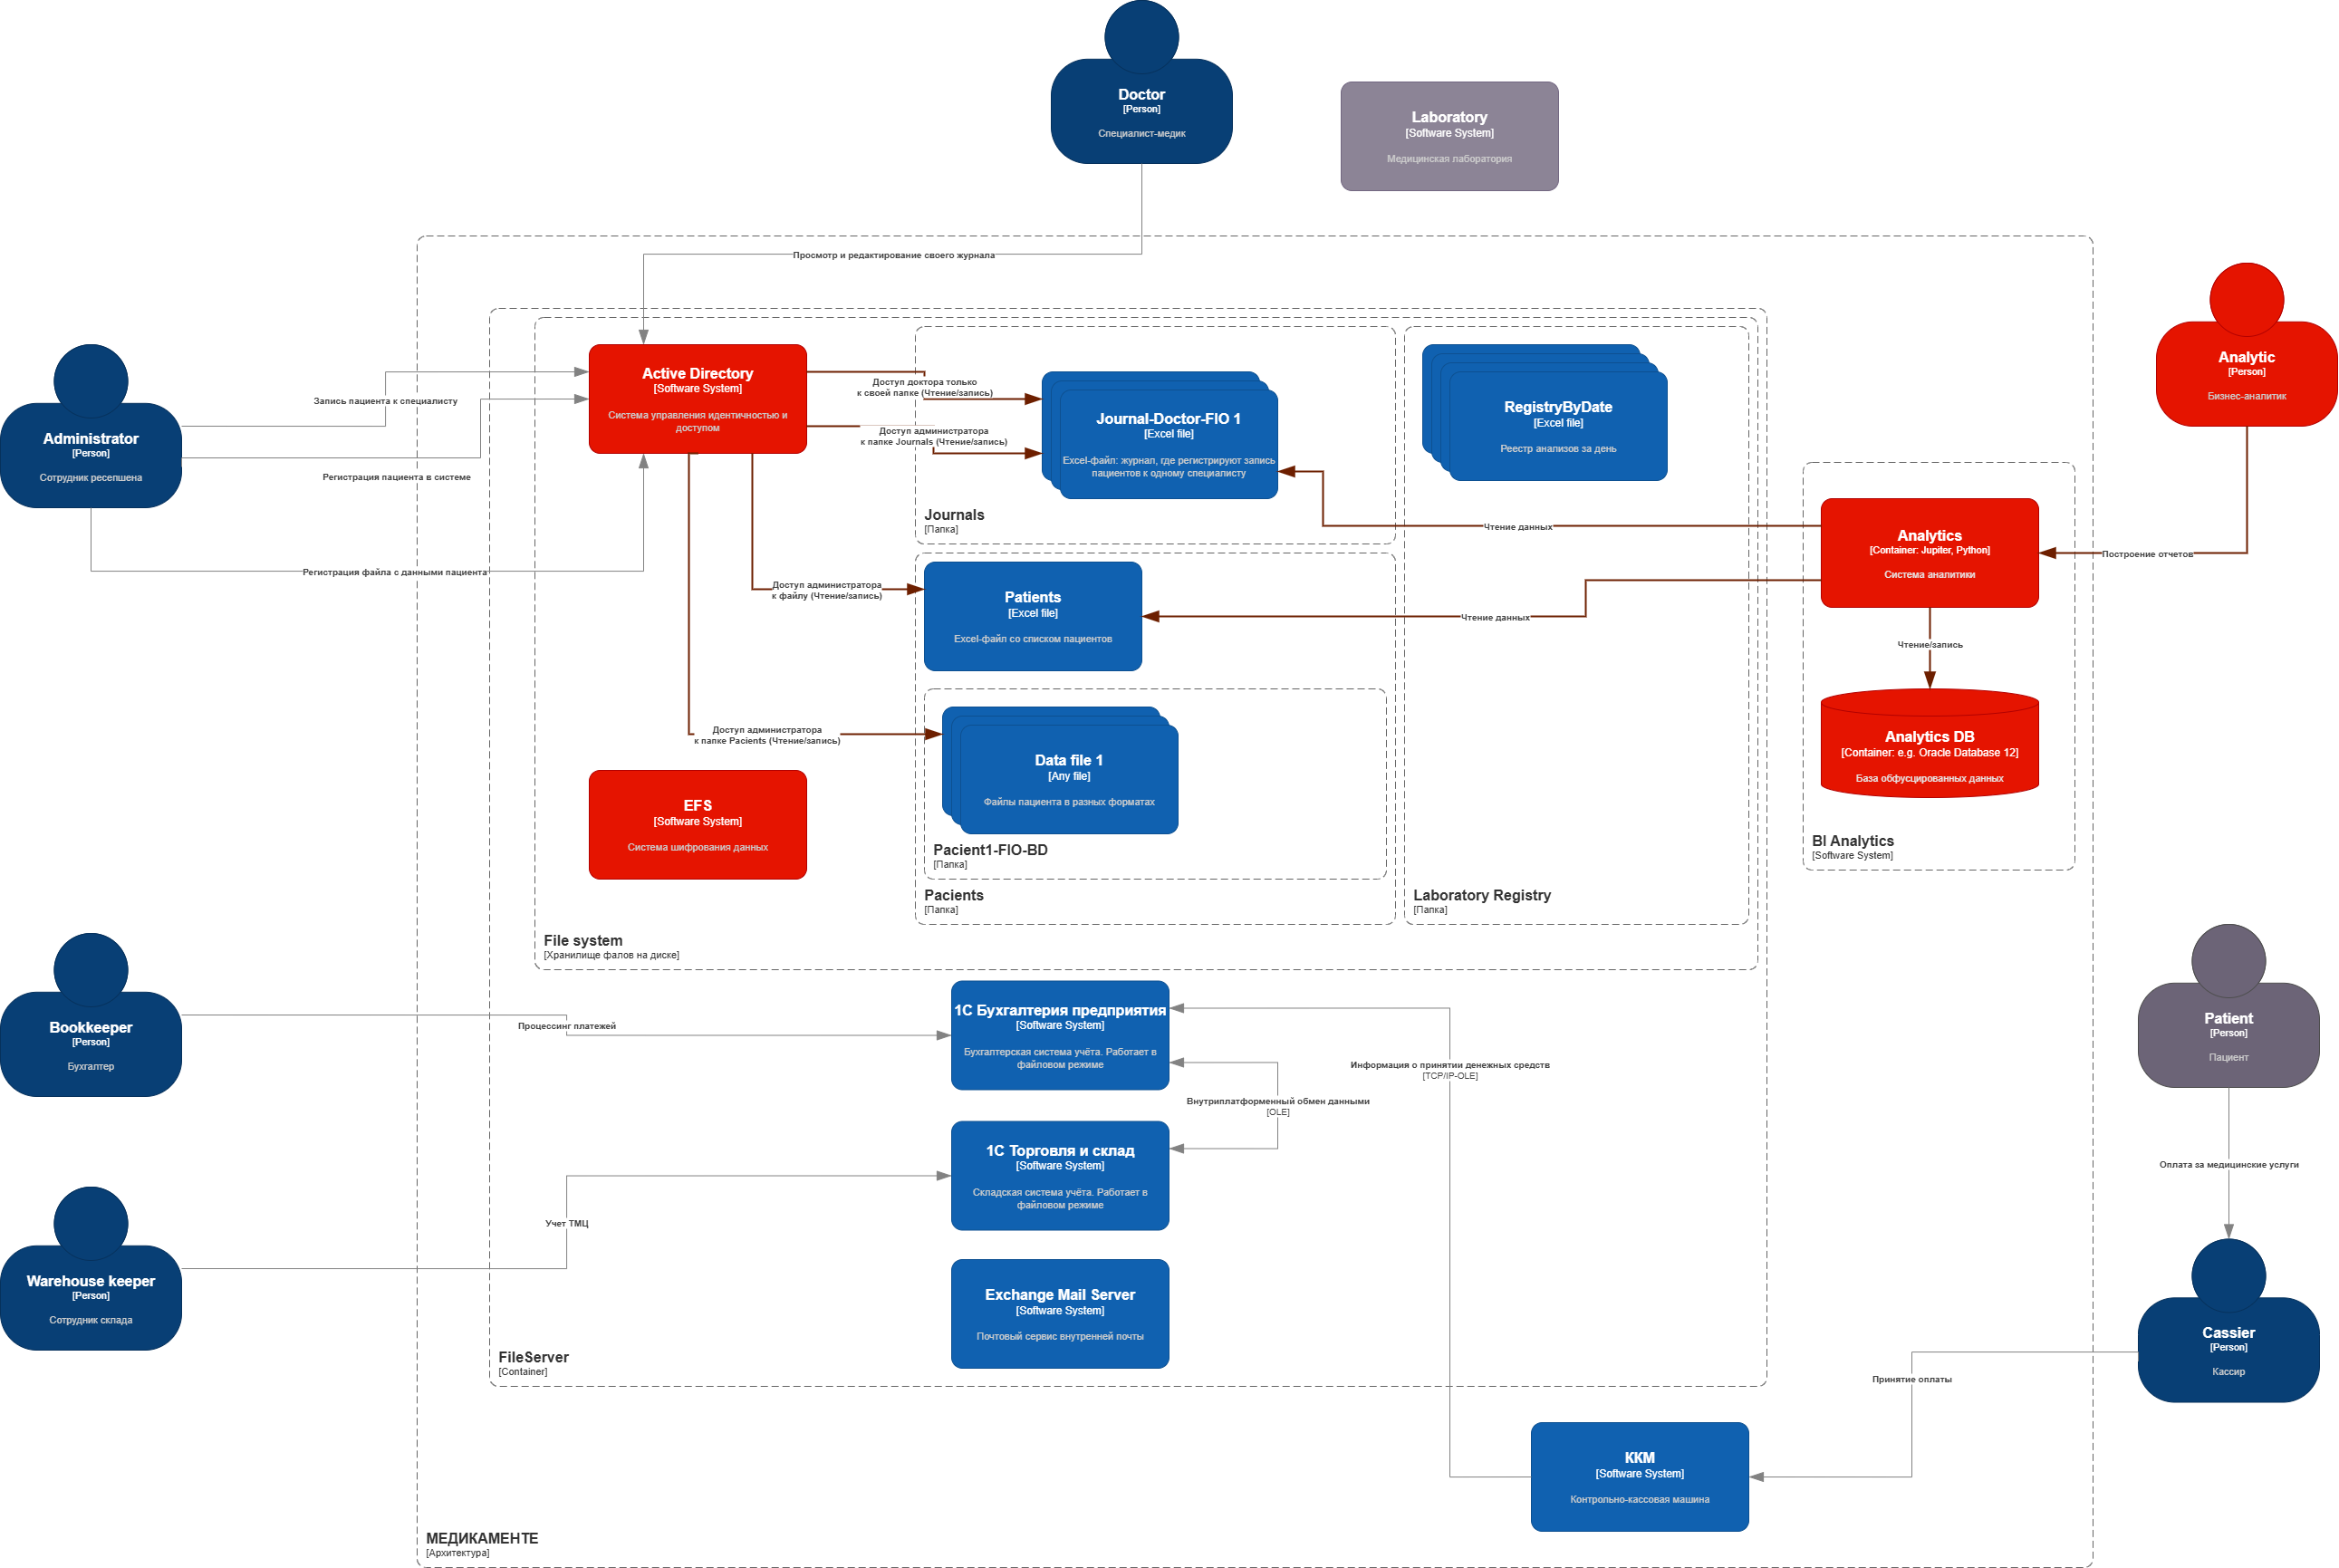 Doctor
[Person]
Специалист-медик
Laboratory
[Software System]
Медицинская лаборатория
Просмотр и редактирование своего журнала
Analytic
[Person]
Бизнес-аналитик
Построение отчетов
Administrator
[Person]
Сотрудник ресепшена
Запись пациента к специалисту
Регистрация пациента в системе
Регистрация файла с данными пациента
Active Directory
[Software System]
Система управления идентичностью и
доступом
Доступ доктора только
к своей папке (Чтение/запись)
Доступ администратора
к папке Journals (Чтение/запись)
Journal-Doctor-FIO 1
[Excel file]
Excel-файл: журнал, где регистрируют запись
пациентов к одному специалисту
Journals
[Папка]
RegistryByDate
[Excel file]
Реестр анализов за день
Чтение данных
Analytics
[Container: Jupiter, Python]
Система аналитики
Доступ администратора
к файлу (Чтение/запись)
Patients
[Excel file]
Excel-файл со списком пациентов
Чтение данных
Чтение/запись
Доступ администратора
к папке Pacients (Чтение/запись)
Data file 1
[Any file]
Файлы пациента в разных форматах
Pacient1-FIO-BD
[Папка]
Pacients
[Папка]
Laboratory Registry
[Папка]
Analytics DB
[Container: e.g. Oracle Database 12]
База обфусцированных данных
BI Analytics
[Software System]
EFS
[Software System]
Система шифрования данных
File system
[Хранилище фалов на диске]
Bookkeeper
[Person]
Бухгалтер
Процессинг платежей
1С Бухгалтерия предприятия
[Software System]
Бухгалтерская система учёта. Работает в
файловом режиме
Информация о принятии денежных средств
[TCP/IP-OLE]
Внутриплатформенный обмен данными
[OLE]
1С Торговля и склад
[Software System]
Складская система учёта. Работает в
файловом режиме
Patient
[Person]
Пациент
Оплата за медицинские услуги
Warehouse keeper
[Person]
Сотрудник склада
Учет ТМЦ
Exchange Mail Server
[Software System]
Почтовый сервис внутренней почты
FileServer
[Container]
Cassier
[Person]
Кассир
Принятие оплаты
ККМ
[Software System]
Контрольно-кассовая машина
МЕДИКАМЕНТЕ
[Архитектура]